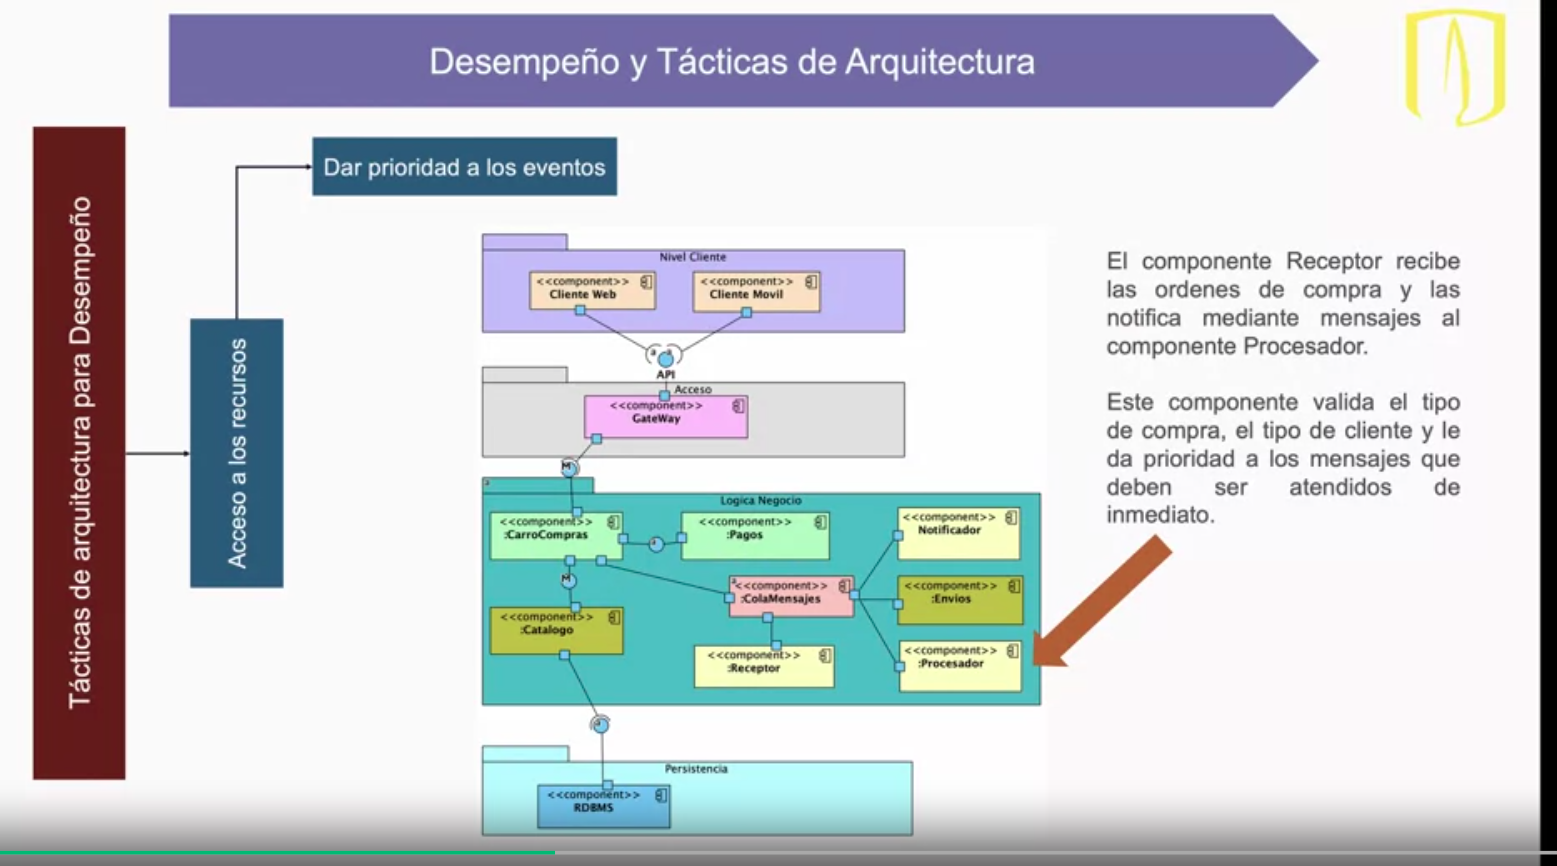 Desempeño y Tácticas de Arquitectura
Tácticas de arquitectura para Desempeño
Acceso a los recursos
Dar prioridad a los eventos
Nivel Cliente
<<component>>
Cliente Web
<<component>>
Cliente Movil
API
Acceso
<<component>>
GateWay
Logica Negocio
<<component>>
:CarroCompras
<<component>>
:Pagos
<<component>>
Notificador
<<component>>
:ColaMensajes
<<component>>
:Envios
<<component>>
:Catalogo
<<component>>
:Receptor
<<component>>
:Procesador
Persistencia
<<component>>
RDBMS
El componente Receptor recibe
las ordenes de compra y las
notifica mediante mensajes al
componente Procesador.
Este componente valida el tipo
de compra, el tipo de cliente y le
da prioridad a los mensajes que
deben ser atendidos de
inmediato.